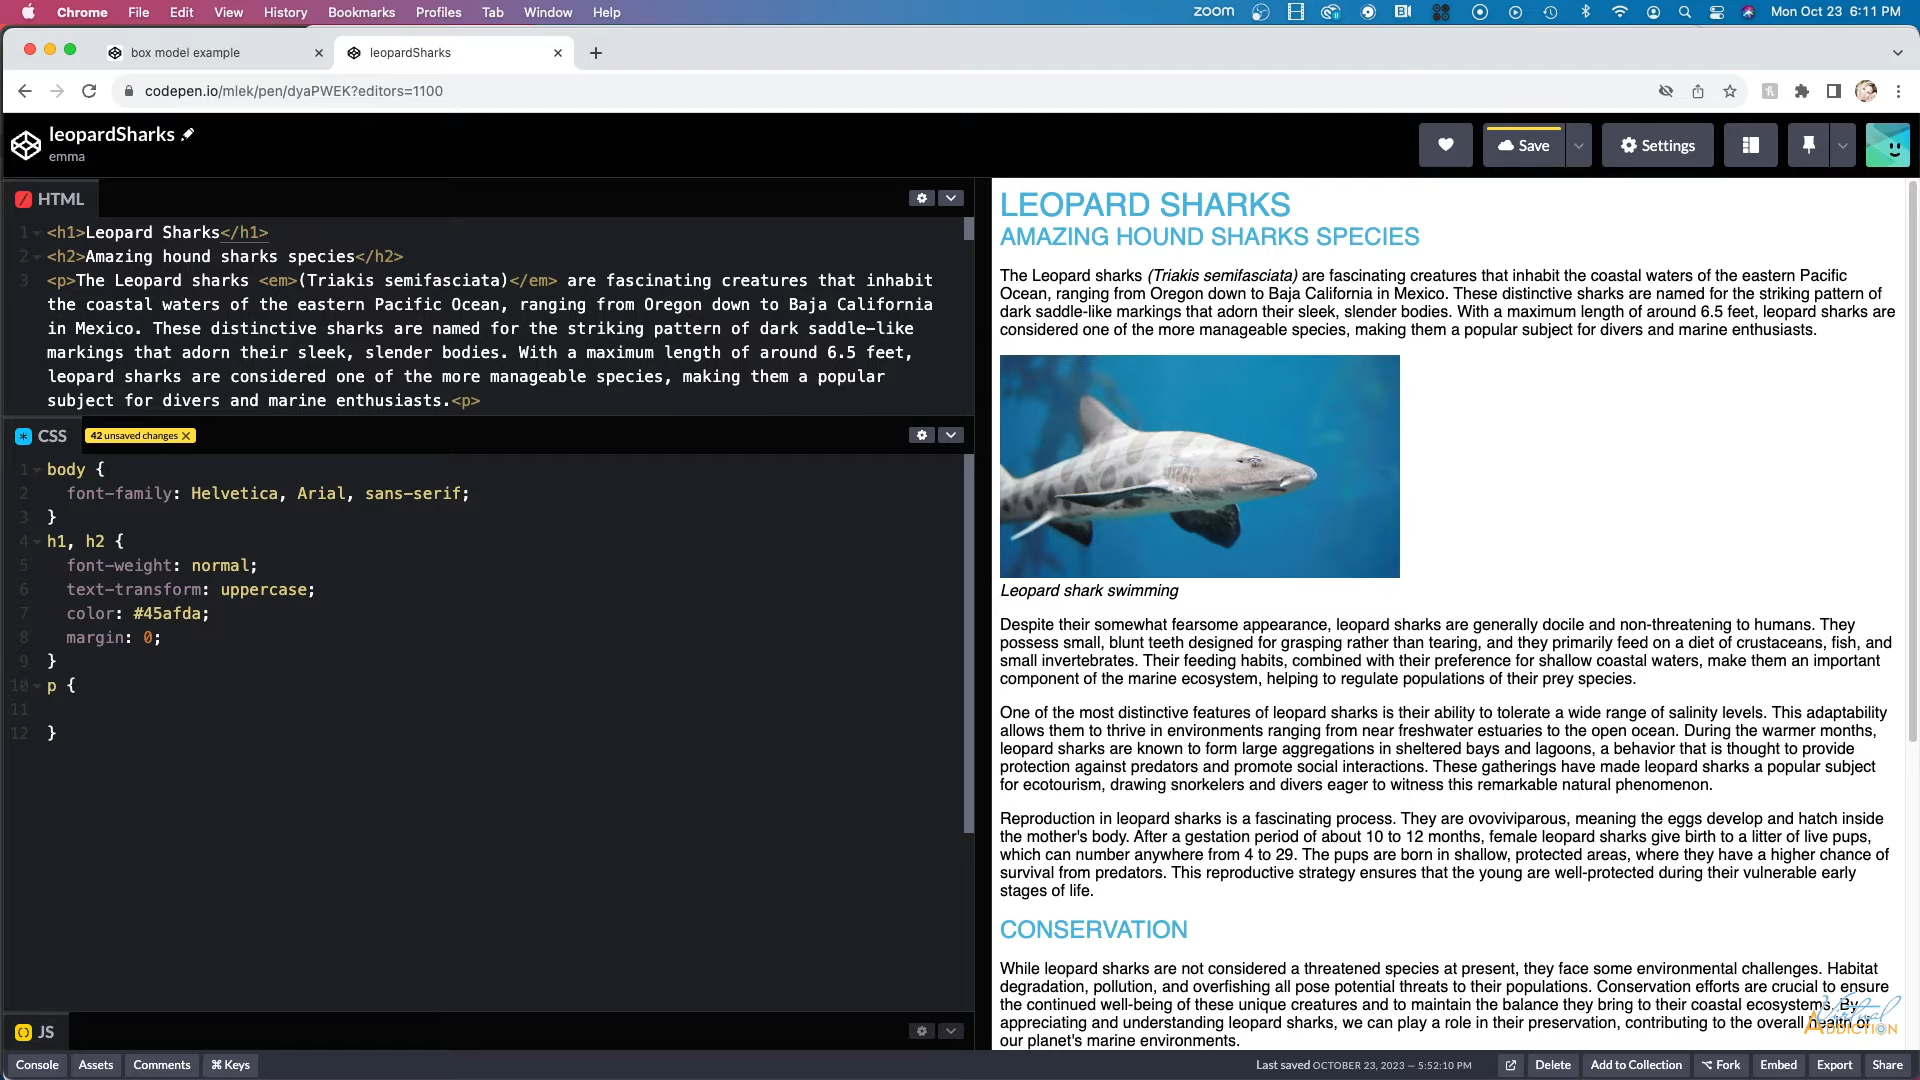 Chrome File Edit View History Bookmarks Profiles Tab Window Help zoom Mon Oct 23 6:11 PM
box model example leopardSharks
codepen.io/mlek/pen/dyaPWEK?editors=1100
leopardSharks
emma
Save Settings
HTML
1 <h1>Leopard Sharks</h1>
2 <h2>Amazing hound sharks species</h2>
3 <p>The Leopard sharks <em>(Triakis semifasciata)</em> are fascinating creatures that inhabit
the coastal waters of the eastern Pacific Ocean, ranging from Oregon down to Baja California
in Mexico. These distinctive sharks are named for the striking pattern of dark saddle-like
markings that adorn their sleek, slender bodies. With a maximum length of around 6.5 feet,
leopard sharks are considered one of the more manageable species, making them a popular
subject for divers and marine enthusiasts.<p>
CSS 42 unsaved changes
1 body {
2 font-family: Helvetica, Arial, sans-serif;
3 }
4 h1, h2 {
5 font-weight: normal;
6 text-transform: uppercase;
7 color: #45afda;
8 margin: 0;
9 }
10 p {
11
12 }
JS
LEOPARD SHARKS
AMAZING HOUND SHARKS SPECIES
The Leopard sharks (Triakis semifasciata) are fascinating creatures that inhabit the coastal waters of the eastern Pacific
Ocean, ranging from Oregon down to Baja California in Mexico. These distinctive sharks are named for the striking pattern of
dark saddle-like markings that adorn their sleek, slender bodies. With a maximum length of around 6.5 feet, leopard sharks are
considered one of the more manageable species, making them a popular subject for divers and marine enthusiasts.
Leopard shark swimming
Despite their somewhat fearsome appearance, leopard sharks are generally docile and non-threatening to humans. They
possess small, blunt teeth designed for grasping rather than tearing, and they primarily feed on a diet of crustaceans, fish, and
small invertebrates. Their feeding habits, combined with their preference for shallow coastal waters, make them an important
component of the marine ecosystem, helping to regulate populations of their prey species.
One of the most distinctive features of leopard sharks is their ability to tolerate a wide range of salinity levels. This adaptability
allows them to thrive in environments ranging from near freshwater estuaries to the open ocean. During the warmer months,
leopard sharks are known to form large aggregations in sheltered bays and lagoons, a behavior that is thought to provide
protection against predators and promote social interactions. These gatherings have made leopard sharks a popular subject
for ecotourism, drawing snorkelers and divers eager to witness this remarkable natural phenomenon.
Reproduction in leopard sharks is a fascinating process. They are ovoviviparous, meaning the eggs develop and hatch inside
the mother's body. After a gestation period of about 10 to 12 months, female leopard sharks give birth to a litter of live pups,
which can number anywhere from 4 to 29. The pups are born in shallow, protected areas, where they have a higher chance of
survival from predators. This reproductive strategy ensures that the young are well-protected during their vulnerable early
stages of life.
CONSERVATION
While leopard sharks are not considered a threatened species at present, they face some environmental challenges. Habitat
degradation, pollution, and overfishing all pose potential threats to their populations. Conservation efforts are crucial to ensure
the continued well-being of these unique creatures and to maintain the balance they bring to their coastal ecosystems. By
appreciating and understanding leopard sharks, we can play a role in their preservation, contributing to the overall health of
our planet's marine environments.
Virtual
ADDICTION
Console Assets Comments ⌘ Keys Last saved OCTOBER 23, 2023 — 5:52:10 PM Delete Add to Collection Fork Embed Export Share